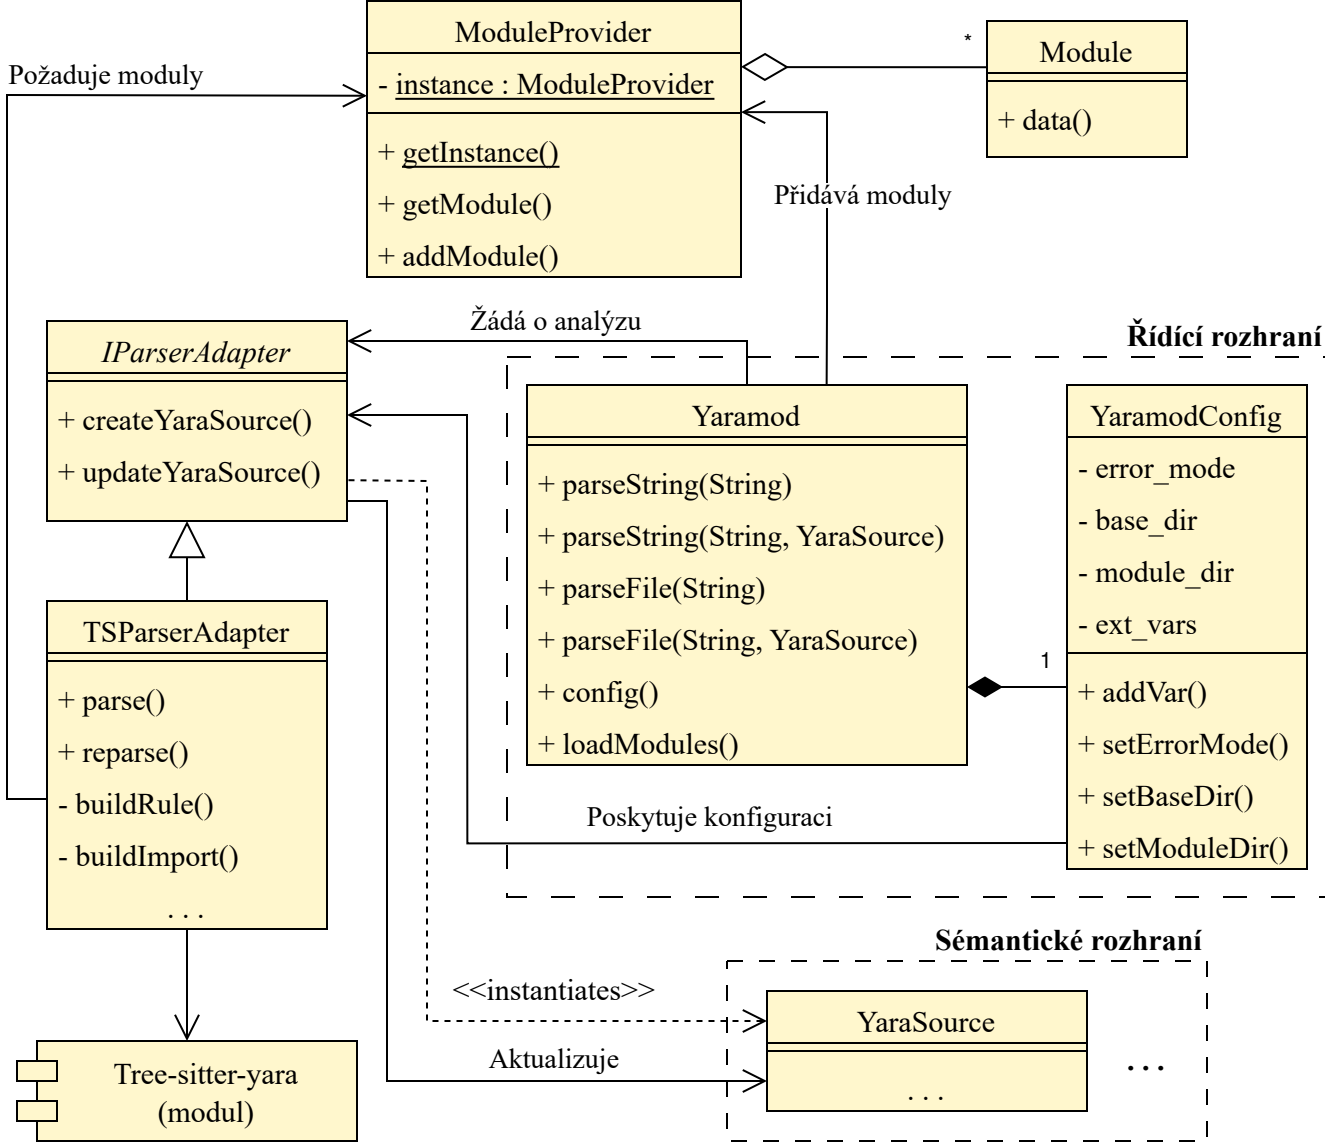 ModuleProvider
- instance : ModuleProvider
+ getInstance()
+ getModule()
+ addModule()
*
Module
+ data()
Požaduje moduly
Přidává moduly
Žádá o analýzu
IParserAdapter
+ createYaraSource()
+ updateYaraSource()
Řídící rozhraní
Yaramod
+ parseString(String)
+ parseString(String, YaraSource)
+ parseFile(String)
+ parseFile(String, YaraSource)
+ config()
+ loadModules()
1
YaramodConfig
- error_mode
- base_dir
- module_dir
- ext_vars
+ addVar()
+ setErrorMode()
+ setBaseDir()
+ setModuleDir()
TSParserAdapter
+ parse()
+ reparse()
- buildRule()
- buildImport()
. . .
Poskytuje konfiguraci
Sémantické rozhraní
<<instantiates>>
YaraSource
. . .
. . .
Aktualizuje
Tree-sitter-yara
(modul)